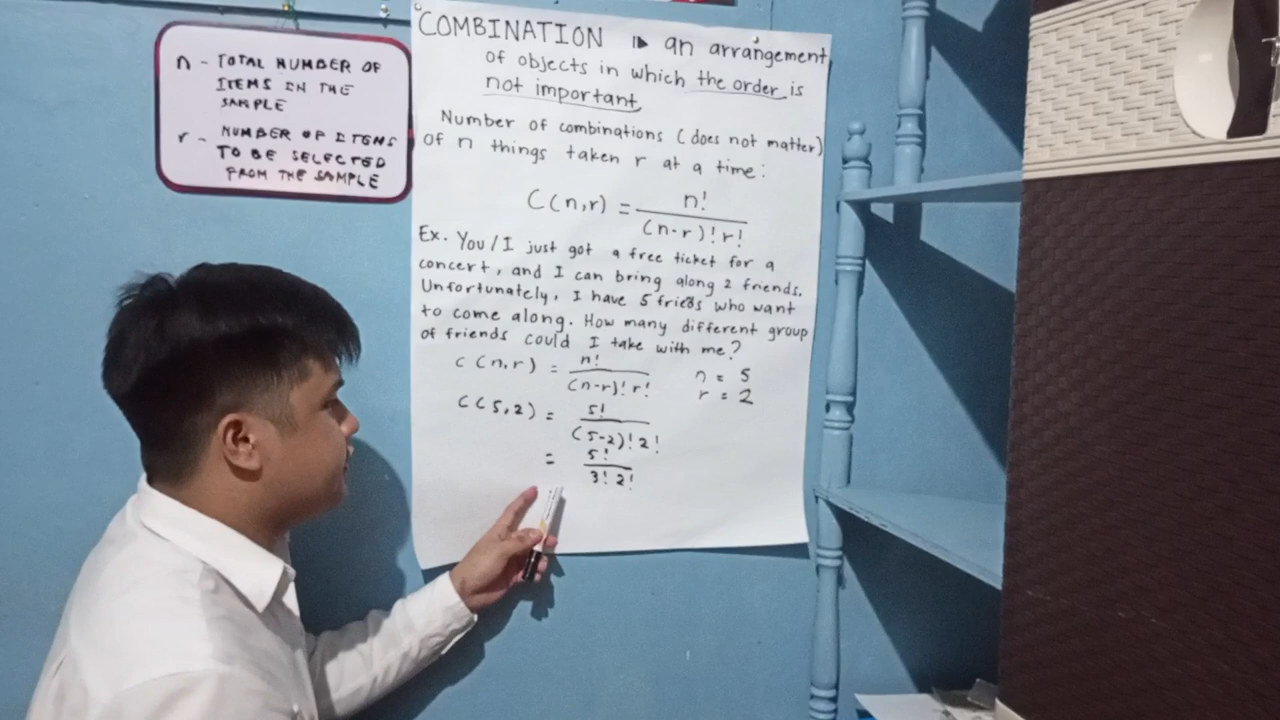 n - TOTAL NUMBER OF
ITEMS IN THE
SAMPLE
r - NUMBER OF ITEMS
TO BE SELECTED
FROM THE SAMPLE
COMBINATION is an arrangement
of objects in which the order is
not important
Number of combinations (does not matter)
of n things taken r at a time:
C(n,r) = n! / (n-r)! r!
Ex. You/I just got a free ticket for a
concert, and I can bring along 2 friends.
Unfortunately, I have 5 frieds who want
to come along. How many different group
of friends could I take with me?
C(n,r) = n! / (n-r)! r!
n = 5
r = 2
C(5,2) = 5! / (5-2)! 2!
= 5! / 3! 2!